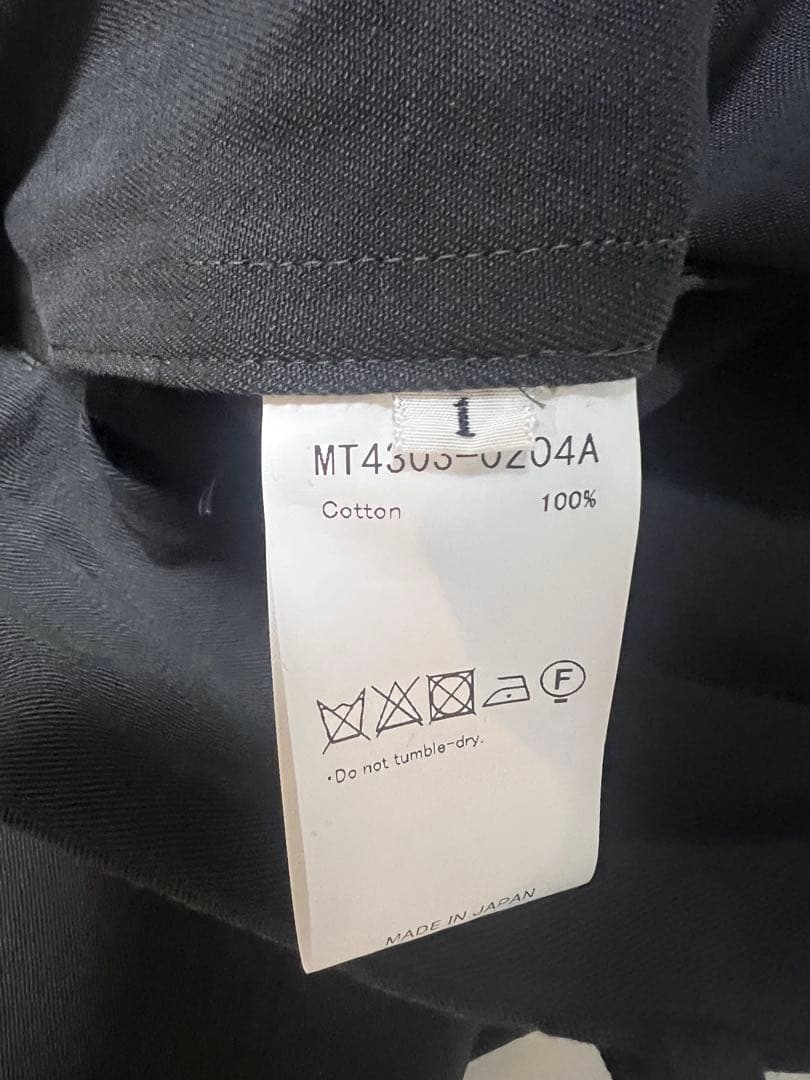 1
MT4303-0204A
Cotton 100%
F
•Do not tumble-dry.
MADE IN JAPAN